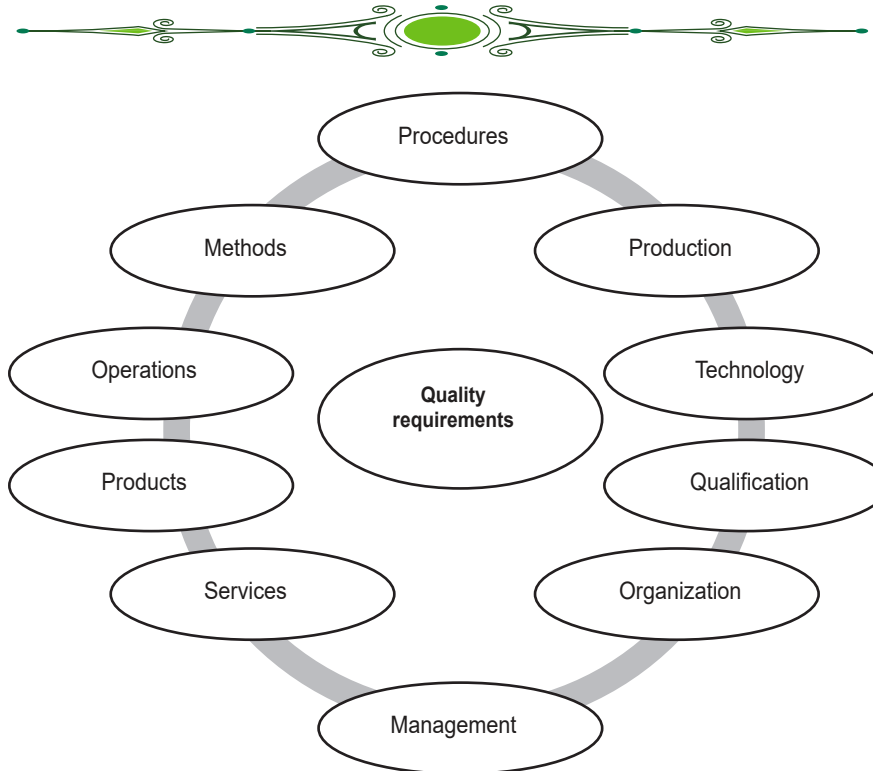 Procedures
Methods
Production
Operations
Technology
Quality
requirements
Products
Qualification
Services
Organization
Management